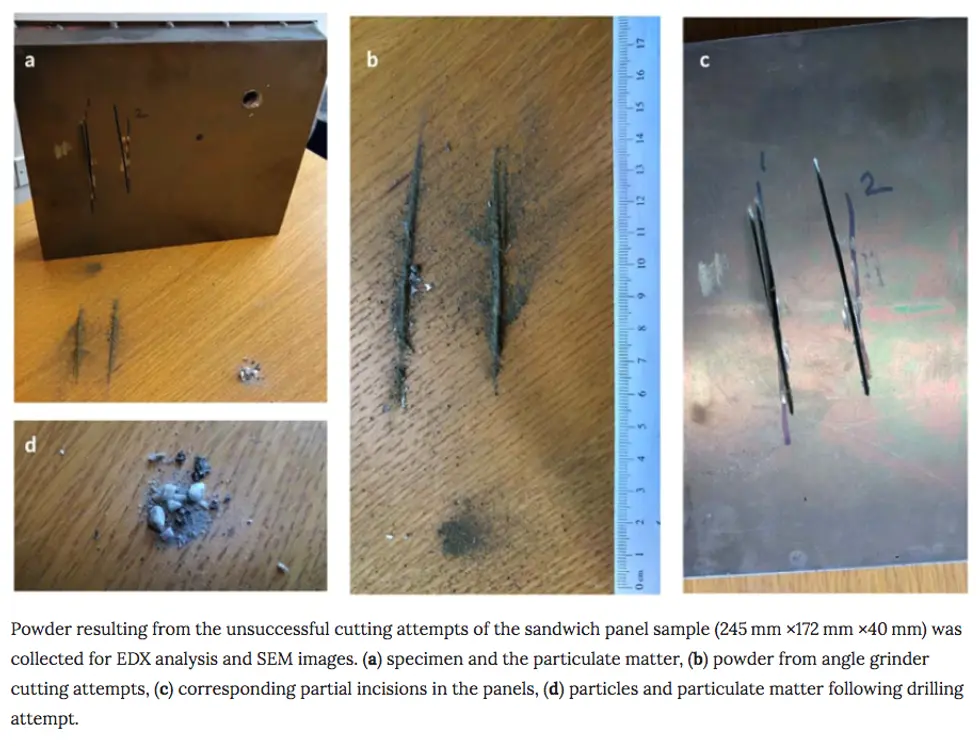 a
b
c
d
1
2
17
16
15
14
13
12
11
10
9
8
7
6
5
4
3
2
1
0 cm
Powder resulting from the unsuccessful cutting attempts of the sandwich panel sample (245 mm ×172 mm ×40 mm) was
collected for EDX analysis and SEM images. (a) specimen and the particulate matter, (b) powder from angle grinder
cutting attempts, (c) corresponding partial incisions in the panels, (d) particles and particulate matter following drilling
attempt.